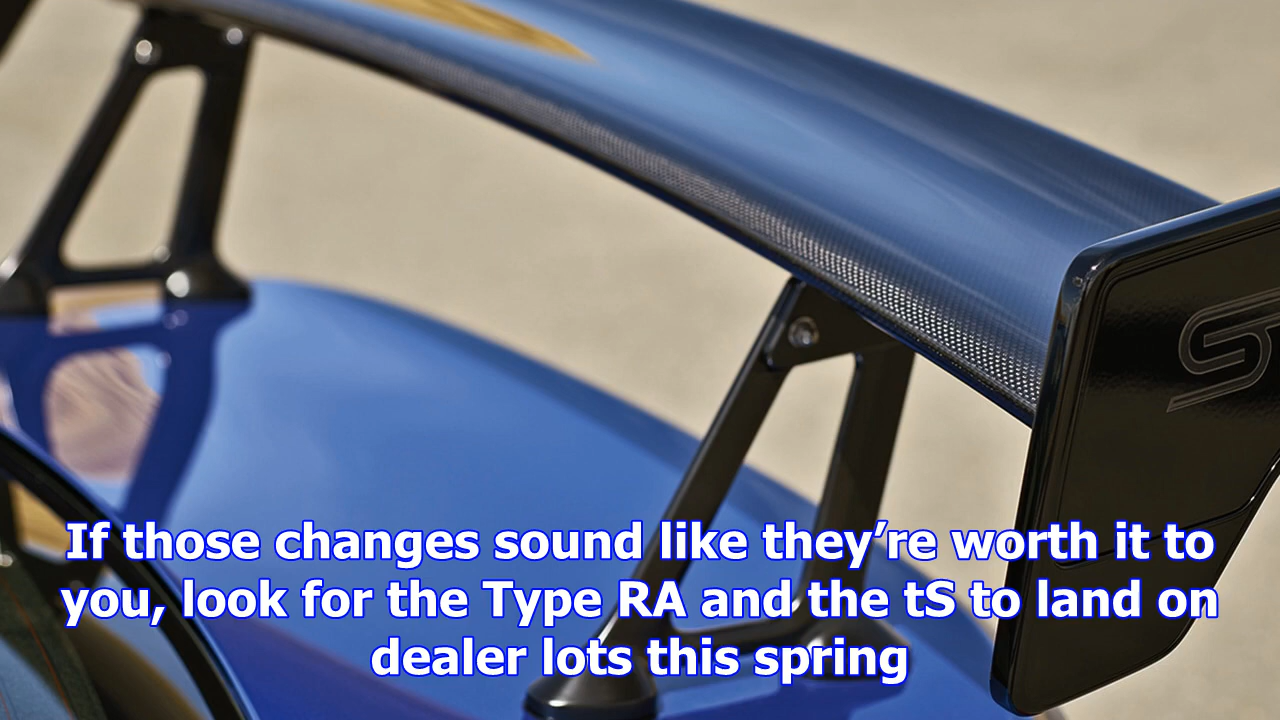 If those changes sound like they’re worth it to
you, look for the Type RA and the tS to land on
dealer lots this spring